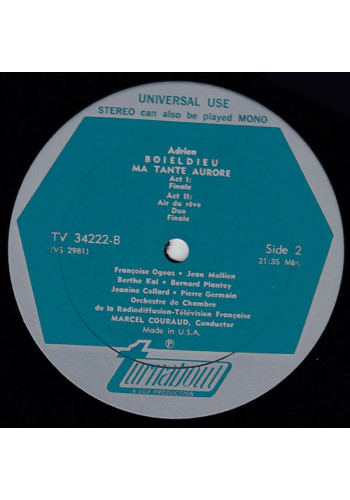 UNIVERSAL USE
STEREO can also be played MONO
Adrien
BOIELDIEU
MA TANTE AURORE
Act I:
Finale
Act II:
Air du rêve
Duo
Finale
TV 34222-B
Side 2
(VS 2981)
21:35 Min.
Françoise Ogeas • Jean Mollien
Berthe Kal • Bernard Plantey
Jeanine Collard • Pierre Germain
Orchestre de Chambre
de la Radiodiffusion-Télévision Française
MARCEL COURAUD, Conductor
Made in U.S.A.
℗
turnabout
A VOX PRODUCTION